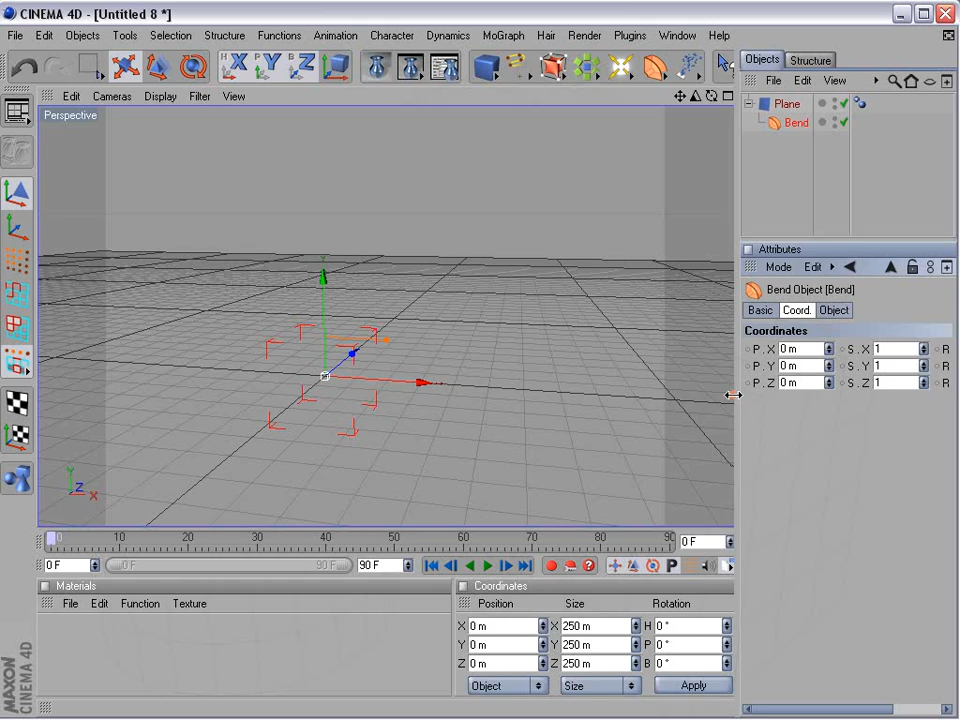 CINEMA 4D - [Untitled 8 *]
File Edit Objects Tools Selection Structure Functions Animation Character Dynamics MoGraph Hair Render Plugins Window Help
H X P Y B Z
Objects Structure
File Edit View
Edit Cameras Display Filter View
Perspective
Plane
Bend
Y
Attributes
Mode Edit
Bend Object [Bend]
Basic Coord. Object
Coordinates
P . X 0 m S . X 1 R
P . Y 0 m S . Y 1 R
P . Z 0 m S . Z 1 R
Y
Z
X
0 10 20 30 40 50 60 70 80 90
0 F
0 F 0 F 90 F 90 F
P
Materials
File Edit Function Texture
Coordinates
Position Size Rotation
X 0 m X 250 m H 0 °
Y 0 m Y 250 m P 0 °
Z 0 m Z 250 m B 0 °
Object Size Apply
MAXON
CINEMA 4D